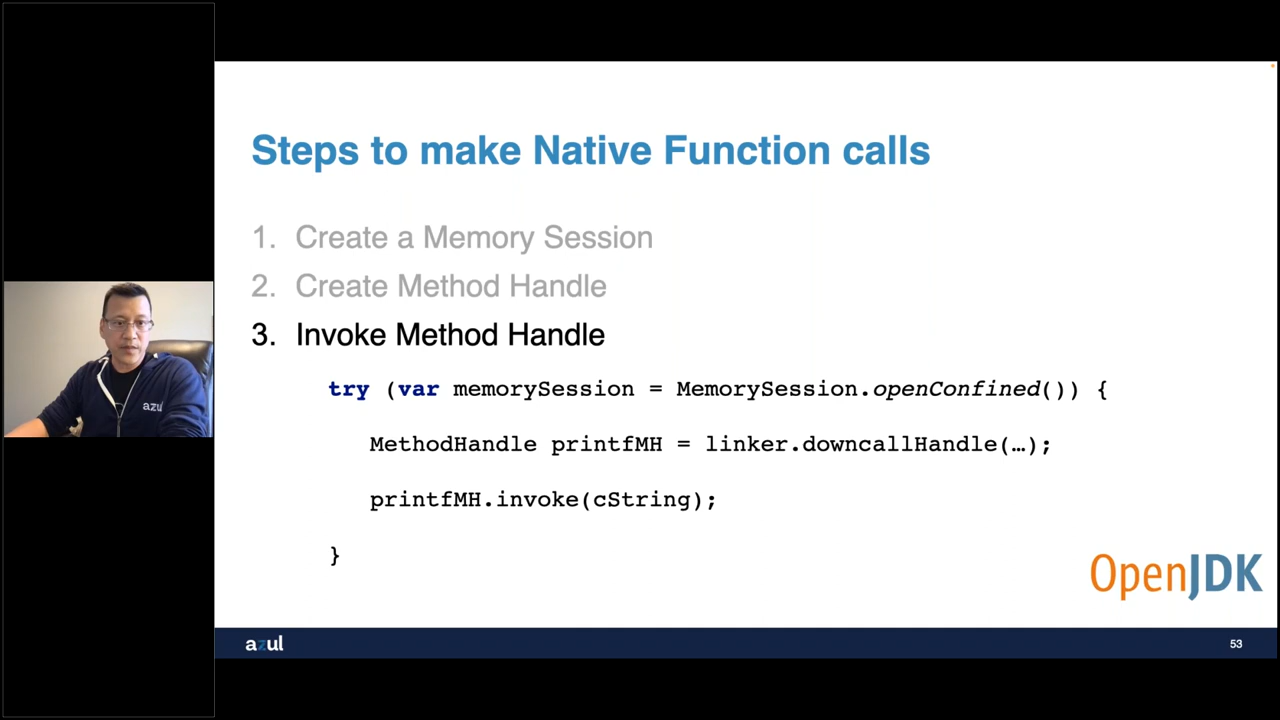 Steps to make Native Function calls
1. Create a Memory Session
2. Create Method Handle
3. Invoke Method Handle
try (var memorySession = MemorySession.openConfined()) {
MethodHandle printfMH = linker.downcallHandle(…);
printfMH.invoke(cString);
}
OpenJDK
azul
azul
53